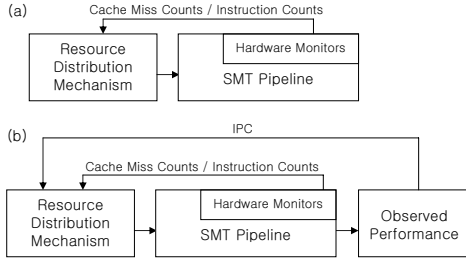 (a)
Cache Miss Counts / Instruction Counts
Resource
Distribution
Mechanism
Hardware Monitors
SMT Pipeline
(b)
IPC
Cache Miss Counts / Instruction Counts
Resource
Distribution
Mechanism
Hardware Monitors
SMT Pipeline
Observed
Performance